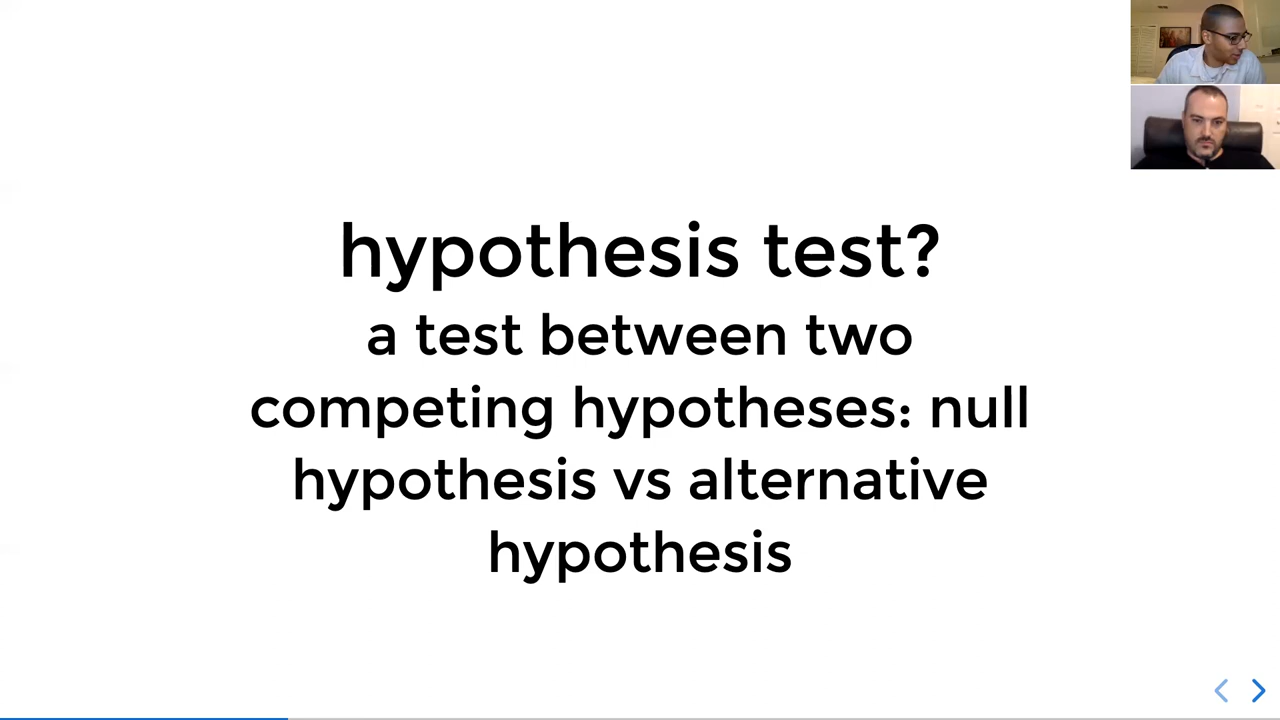 hypothesis test?
a test between two
competing hypotheses: null
hypothesis vs alternative
hypothesis